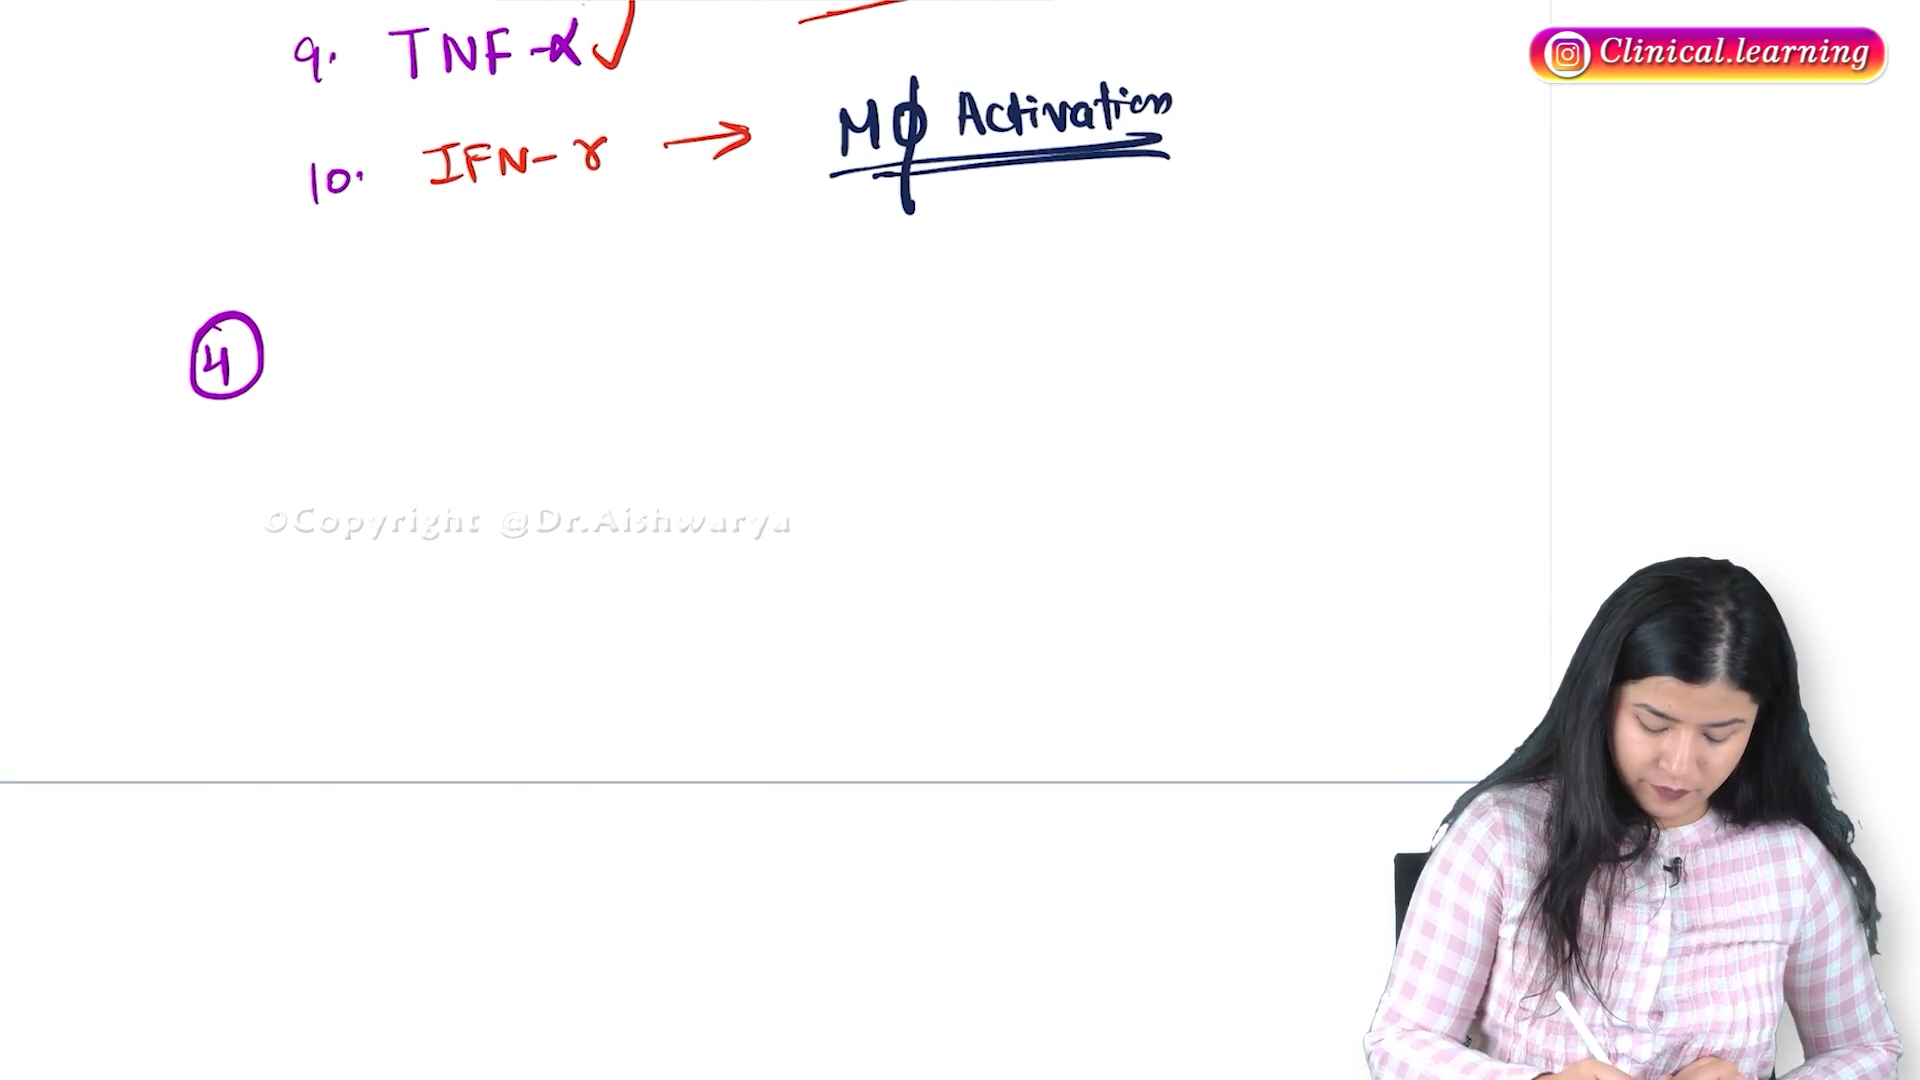 9. TNF-α ✓
Clinical.learning
10. IFN-γ → Mϕ Activation
4
©Copyright @Dr.Aishwarya